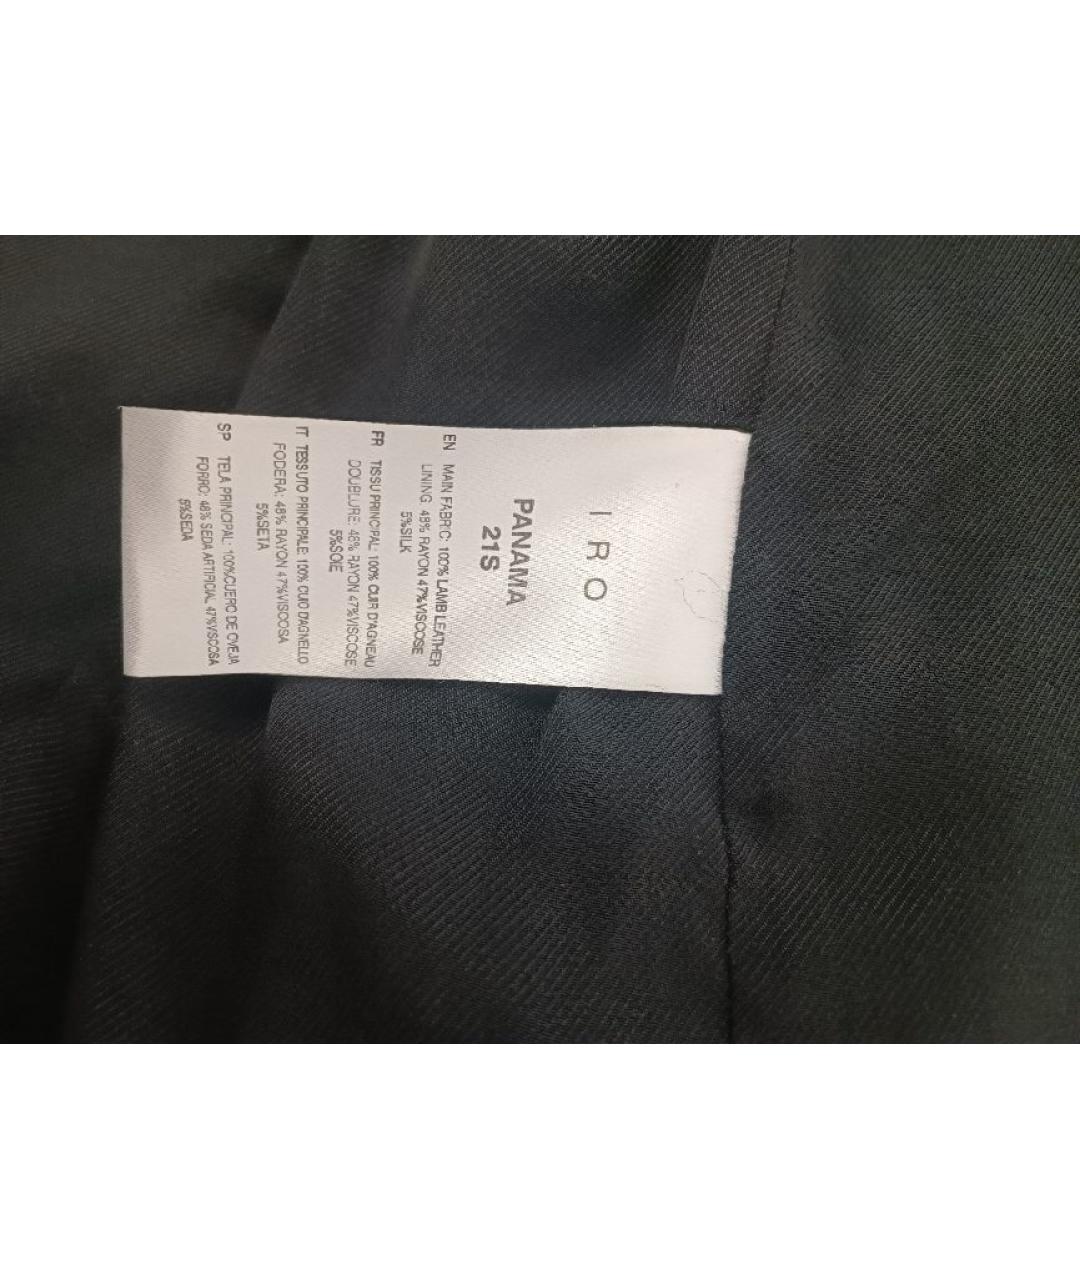 IRO
PANAMA
21S
EN MAIN FABRIC: 100% LAMB LEATHER
LINING: 48% RAYON 47%VISCOSE
5%SILK
FR TISSU PRINCIPAL: 100% CUIR D'AGNEAU
DOUBLURE: 48% RAYON 47%VISCOSE
5%SOIE
IT TESSUTO PRINCIPALE: 100% CUIO D'AGNELLO
FODERA: 48% RAYON 47%VISCOSA
5%SETA
SP TELA PRINCIPAL: 100%CUERO DE OVEJA
FORRO: 48% SEDA ARTIFICIAL 47%VISCOSA
5%SEDA